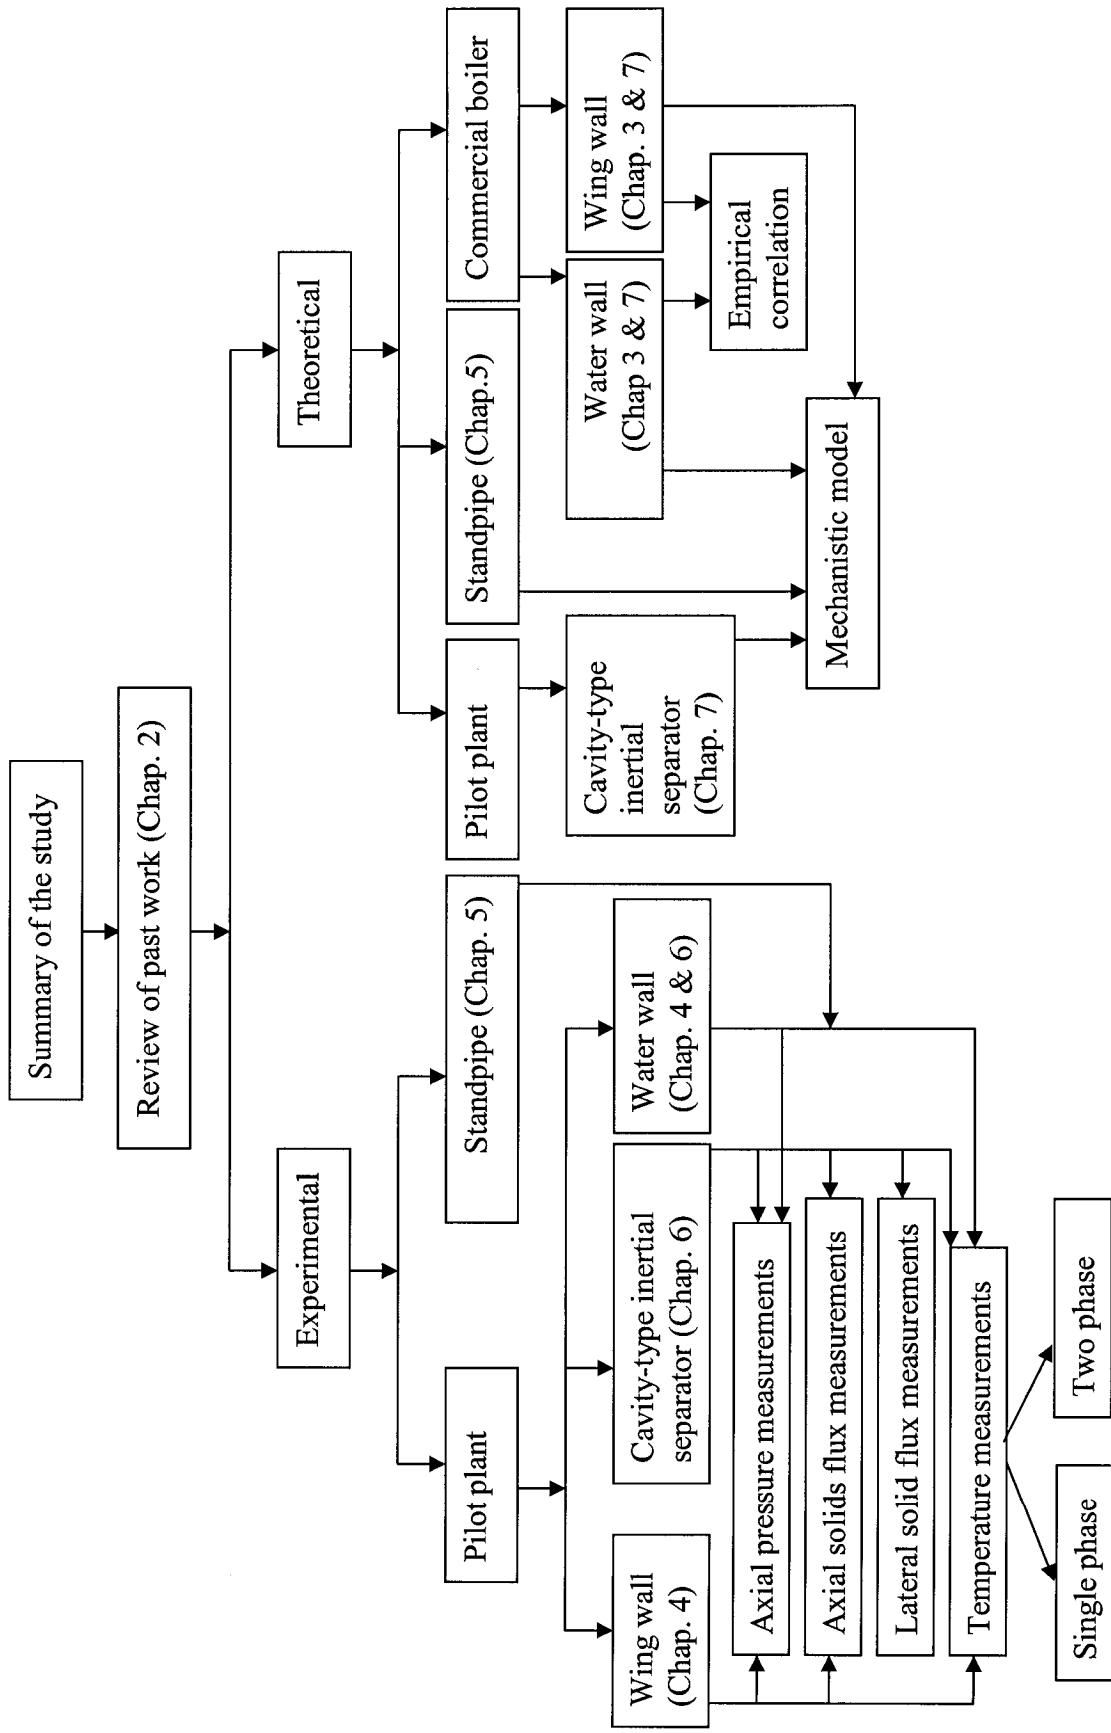 Summary of the study
Review of past work (Chap. 2)
Experimental
Theoretical
Pilot plant
Standpipe (Chap. 5)
Pilot plant
Standpipe (Chap.5)
Commercial boiler
Wing wall
(Chap. 4)
Cavity-type inertial
separator (Chap. 6)
Water wall
(Chap. 4 & 6)
Cavity-type
inertial
separator
(Chap. 7)
Water wall
(Chap 3 & 7)
Wing wall
(Chap. 3 & 7)
Axial pressure measurements
Axial solids flux measurements
Lateral solid flux measurements
Temperature measurements
Empirical
correlation
Mechanistic model
Single phase
Two phase